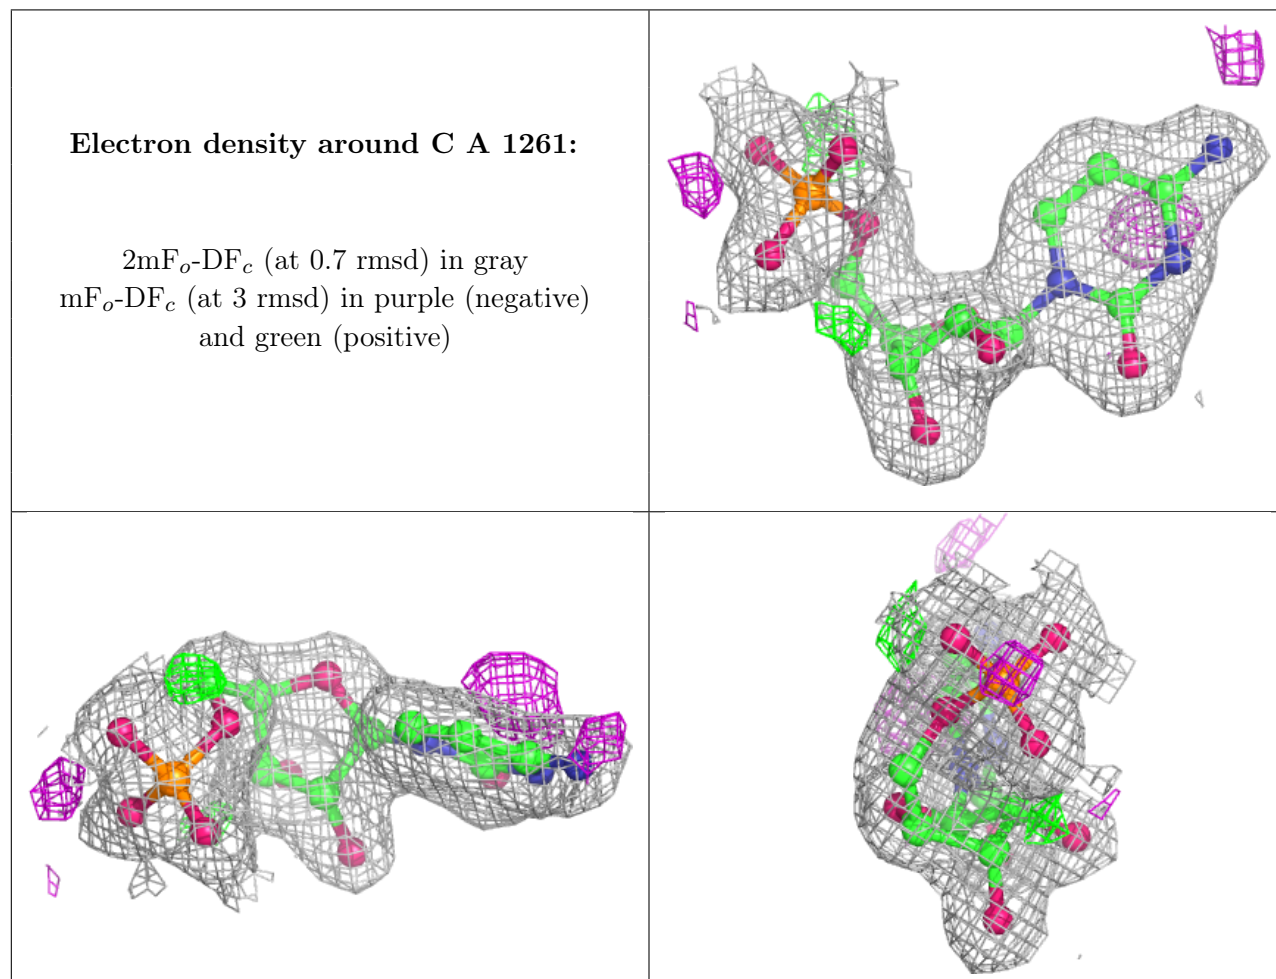 Electron density around C A 1261:
2mFo-DFc (at 0.7 rmsd) in gray
mFo-DFc (at 3 rmsd) in purple (negative)
and green (positive)